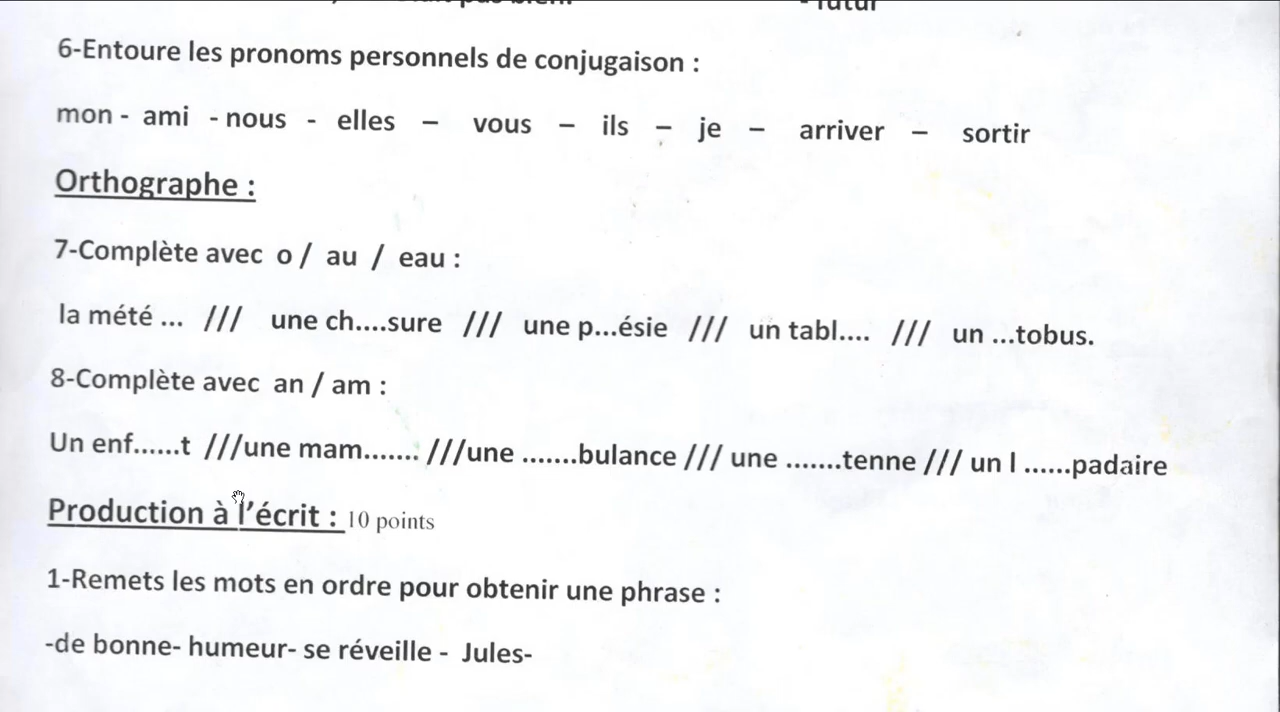 - futur
6-Entoure les pronoms personnels de conjugaison :
mon - ami - nous - elles – vous – ils – je – arriver – sortir
Orthographe :
7-Complète avec o / au / eau :
la mété ... /// une ch....sure /// une p...ésie /// un tabl.... /// un ...tobus.
8-Complète avec an / am :
Un enf......t ///une mam....... ///une .......bulance /// une .......tenne /// un l ......padaire
Production à l'écrit : 10 points
1-Remets les mots en ordre pour obtenir une phrase :
-de bonne- humeur- se réveille - Jules-